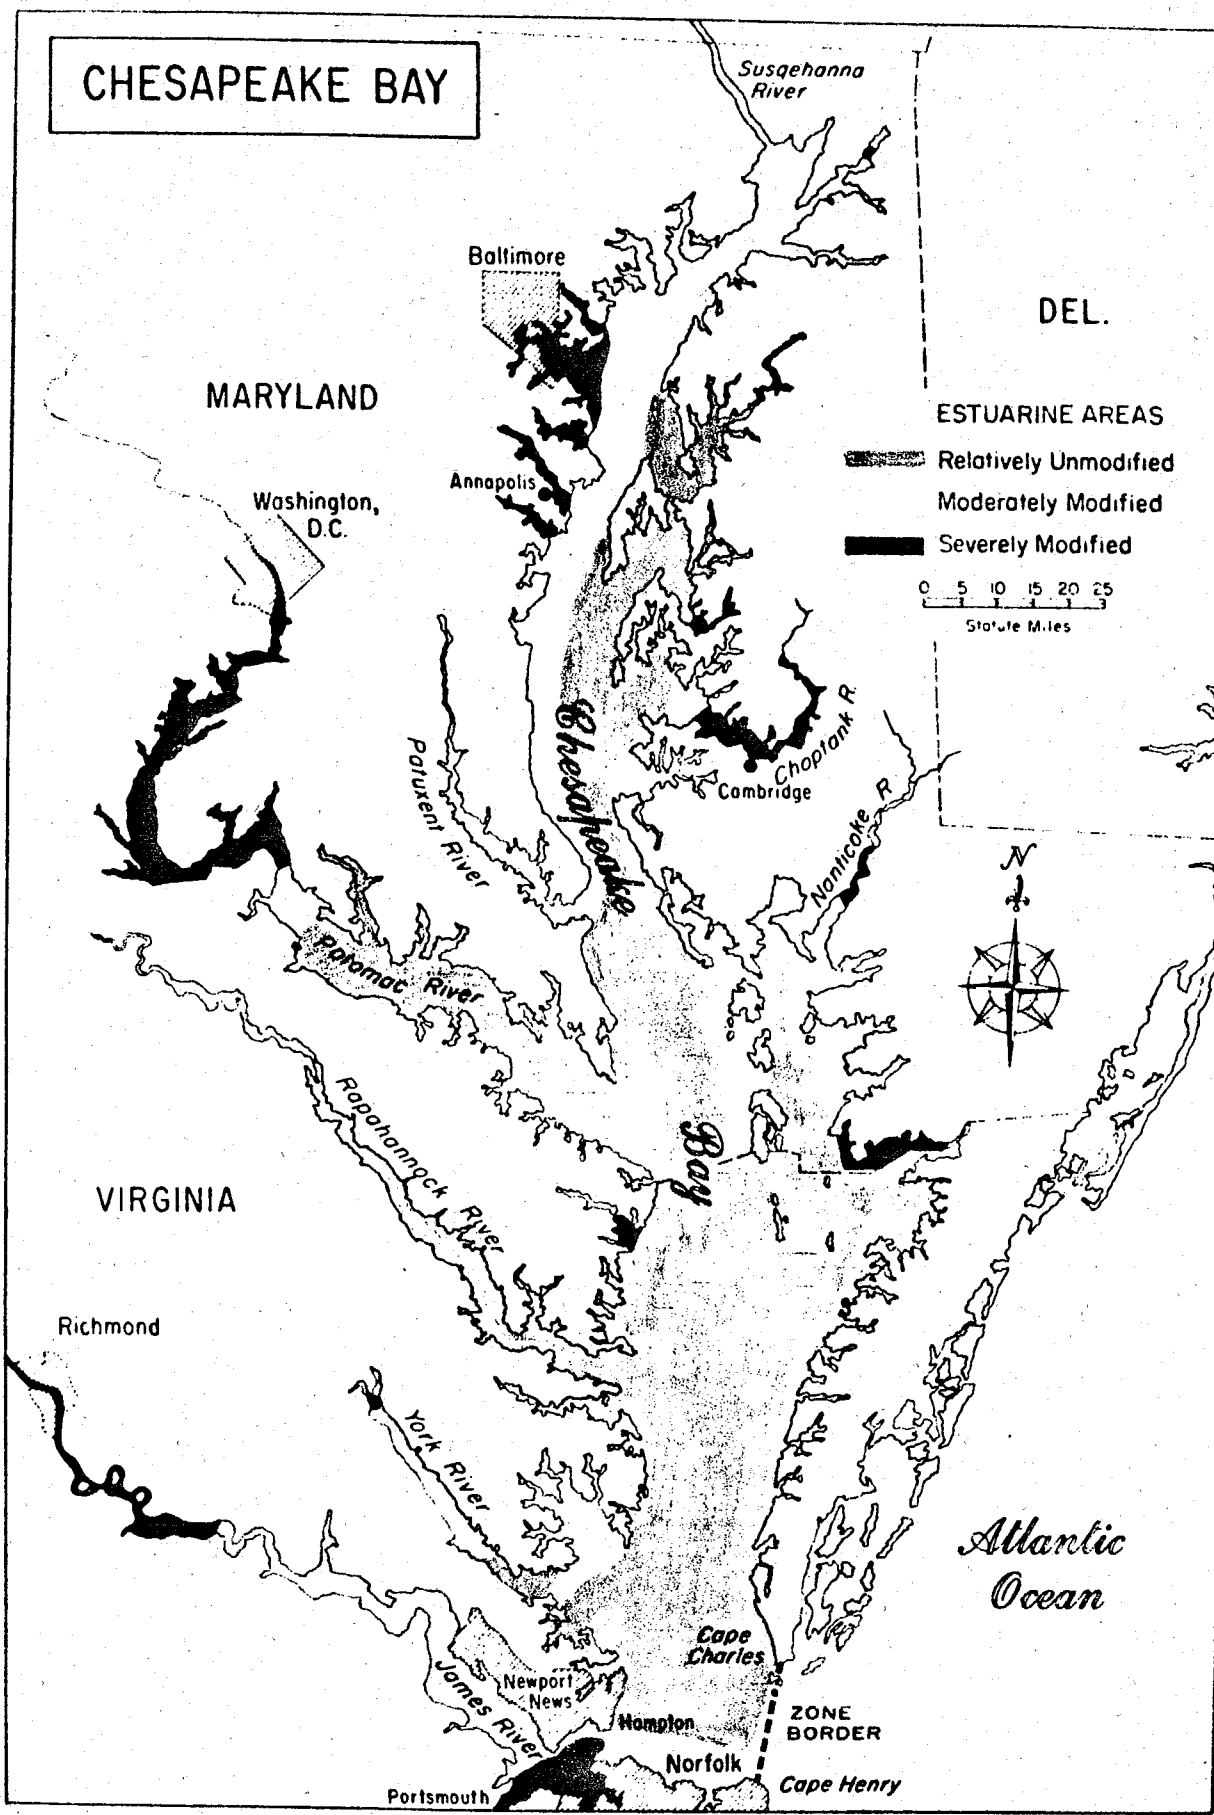 CHESAPEAKE BAY
Susqehanna
River
Baltimore
DEL.
MARYLAND
ESTUARINE AREAS
Relatively Unmodified
Moderately Modified
Severely Modified
0 5 10 15 20 25
Statute Miles
Annapolis
Washington,
D.C.
Choptank R.
Cambridge
Patuxent River
Nanticoke R
Chesapeake
Bay
N
Potomac River
Rapahannock River
VIRGINIA
Richmond
York River
Atlantic
Ocean
Cape
Charles
Newport
News
James River
Hampton
ZONE
BORDER
Norfolk
Cape Henry
Portsmouth